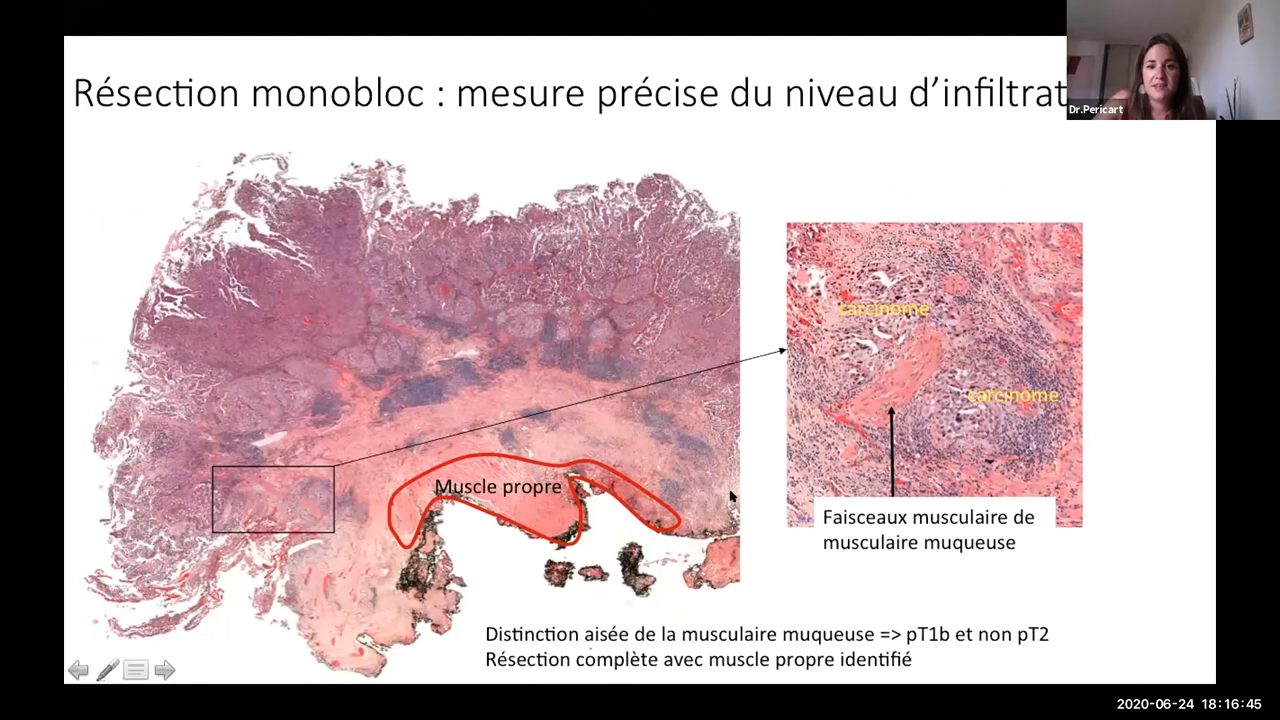 Résection monobloc : mesure précise du niveau d'infiltrat
Dr.Pericart
carcinome
carcinome
Muscle propre
Faisceaux musculaire de
musculaire muqueuse
Distinction aisée de la musculaire muqueuse => pT1b et non pT2
Résection complète avec muscle propre identifié
2020-06-24 18:16:45